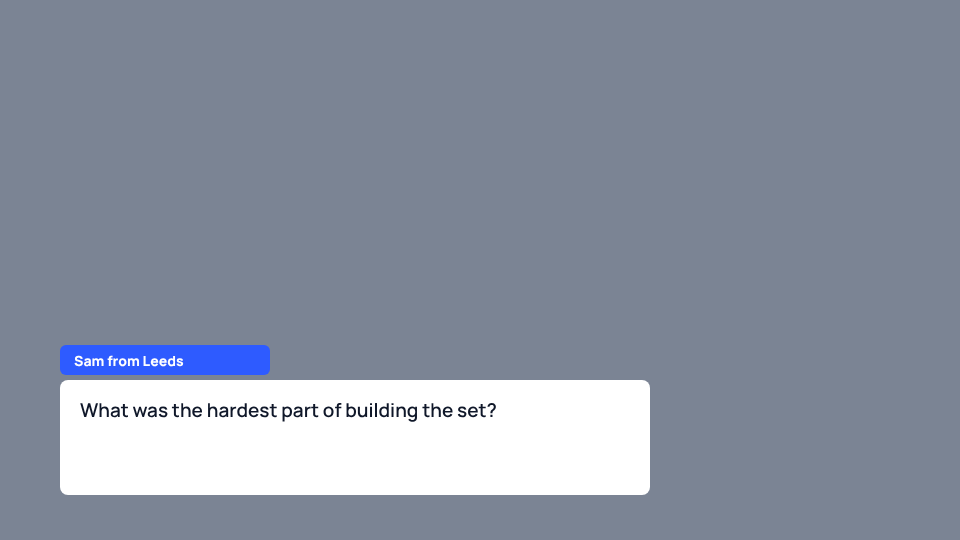 Sam from Leeds
What was the hardest part of building the set?